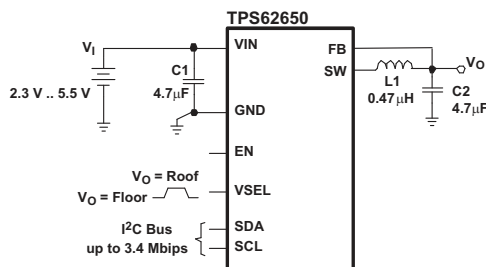 TPS62650
V_I
VIN
FB
V_O
SW
C1
4.7μF
L1
0.47μH
C2
4.7μF
2.3 V .. 5.5 V
GND
EN
V_O = Roof
VSEL
V_O = Floor
I²C Bus
SDA
up to 3.4 Mbips
SCL